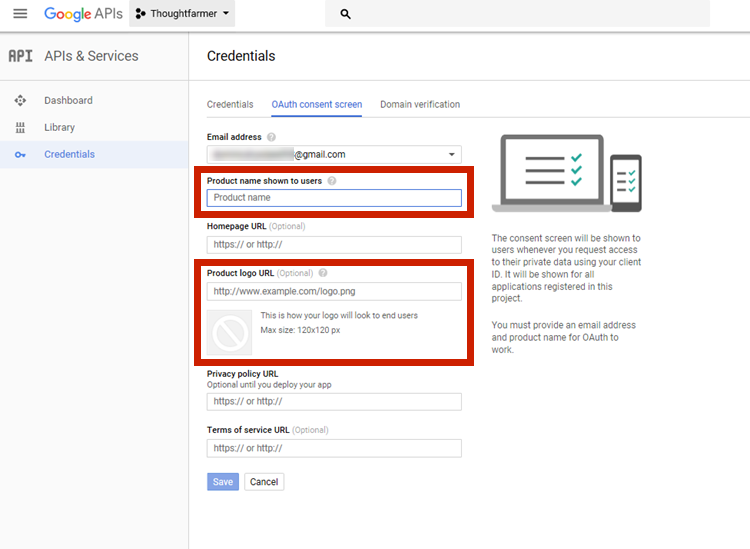 Google APIs Thoughtfarmer
API APIs & Services
Dashboard
Library
Credentials
Credentials
Credentials OAuth consent screen Domain verification
Email address
@gmail.com
Product name shown to users
Product name
Homepage URL (Optional)
https:// or http://
Product logo URL (Optional)
http://www.example.com/logo.png
This is how your logo will look to end users
Max size: 120x120 px
Privacy policy URL
Optional until you deploy your app
https:// or http://
Terms of service URL (Optional)
https:// or http://
Save Cancel
The consent screen will be shown to
users whenever you request access
to their private data using your client
ID. It will be shown for all
applications registered in this
project.
You must provide an email address
and product name for OAuth to
work.